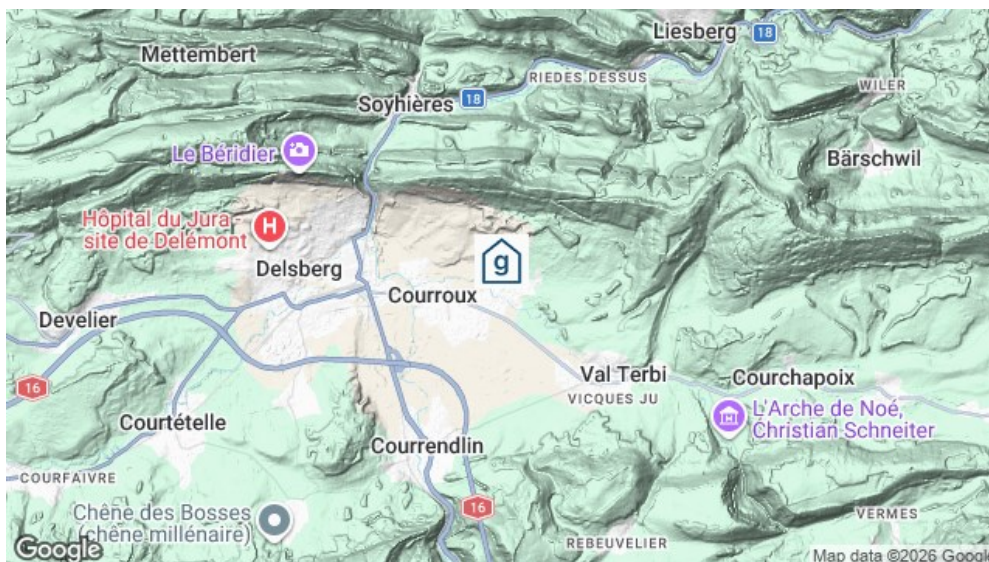 Liesberg
18
Mettembert
RIEDES DESSUS
WILER
Soyhières
18
Le Béridier
Bärschwil
Hôpital du Jura -
site de Delémont
H
g
Delsberg
Courroux
Develier
16
Val Terbi
Courchapoix
VICQUES JU
L'Arche de Noé,
Christian Schneiter
Courtételle
Courrendlin
COURFAIVRE
16
Chêne des Bosses
(chêne millénaire)
VERMES
REBEUVELIER
Google
Map data ©2026 Google